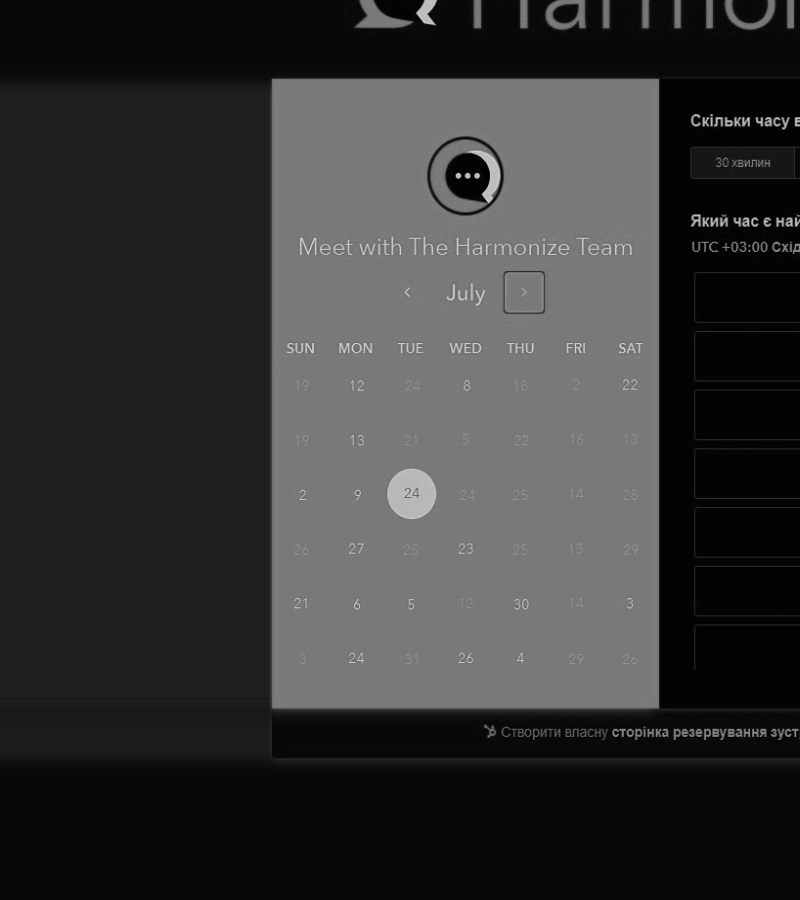 Harmon
Meet with The Harmonize Team
July
SUN MON TUE WED THU FRI SAT
19 12 24 8 18 2 22
19 13 21 5 22 16 13
2 9 24 24 25 14 28
26 27 25 23 25 13 29
21 6 5 12 30 14 3
3 24 31 26 4 29 26
Скільки часу в
30 хвилин
Який час є най
UTC +03:00 Схід
Створити власну сторінка резервування зуст